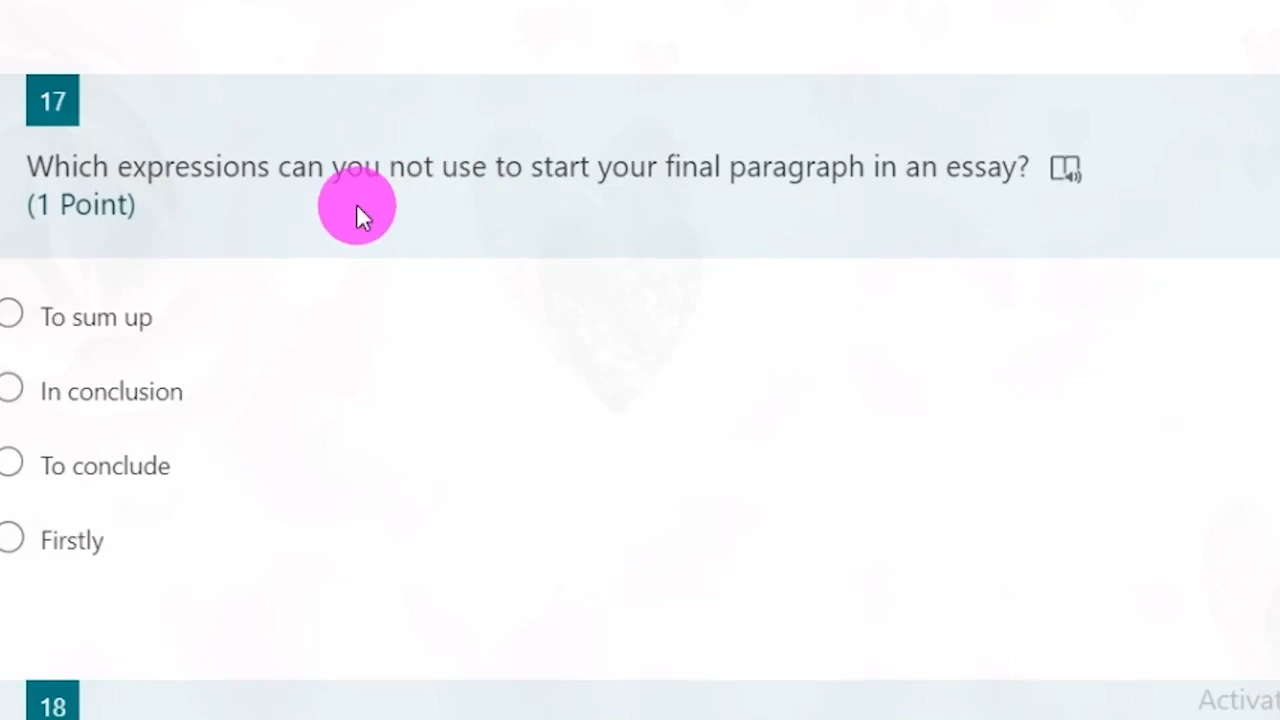 17
Which expressions can you not use to start your final paragraph in an essay?
(1 Point)
To sum up
In conclusion
To conclude
Firstly
18